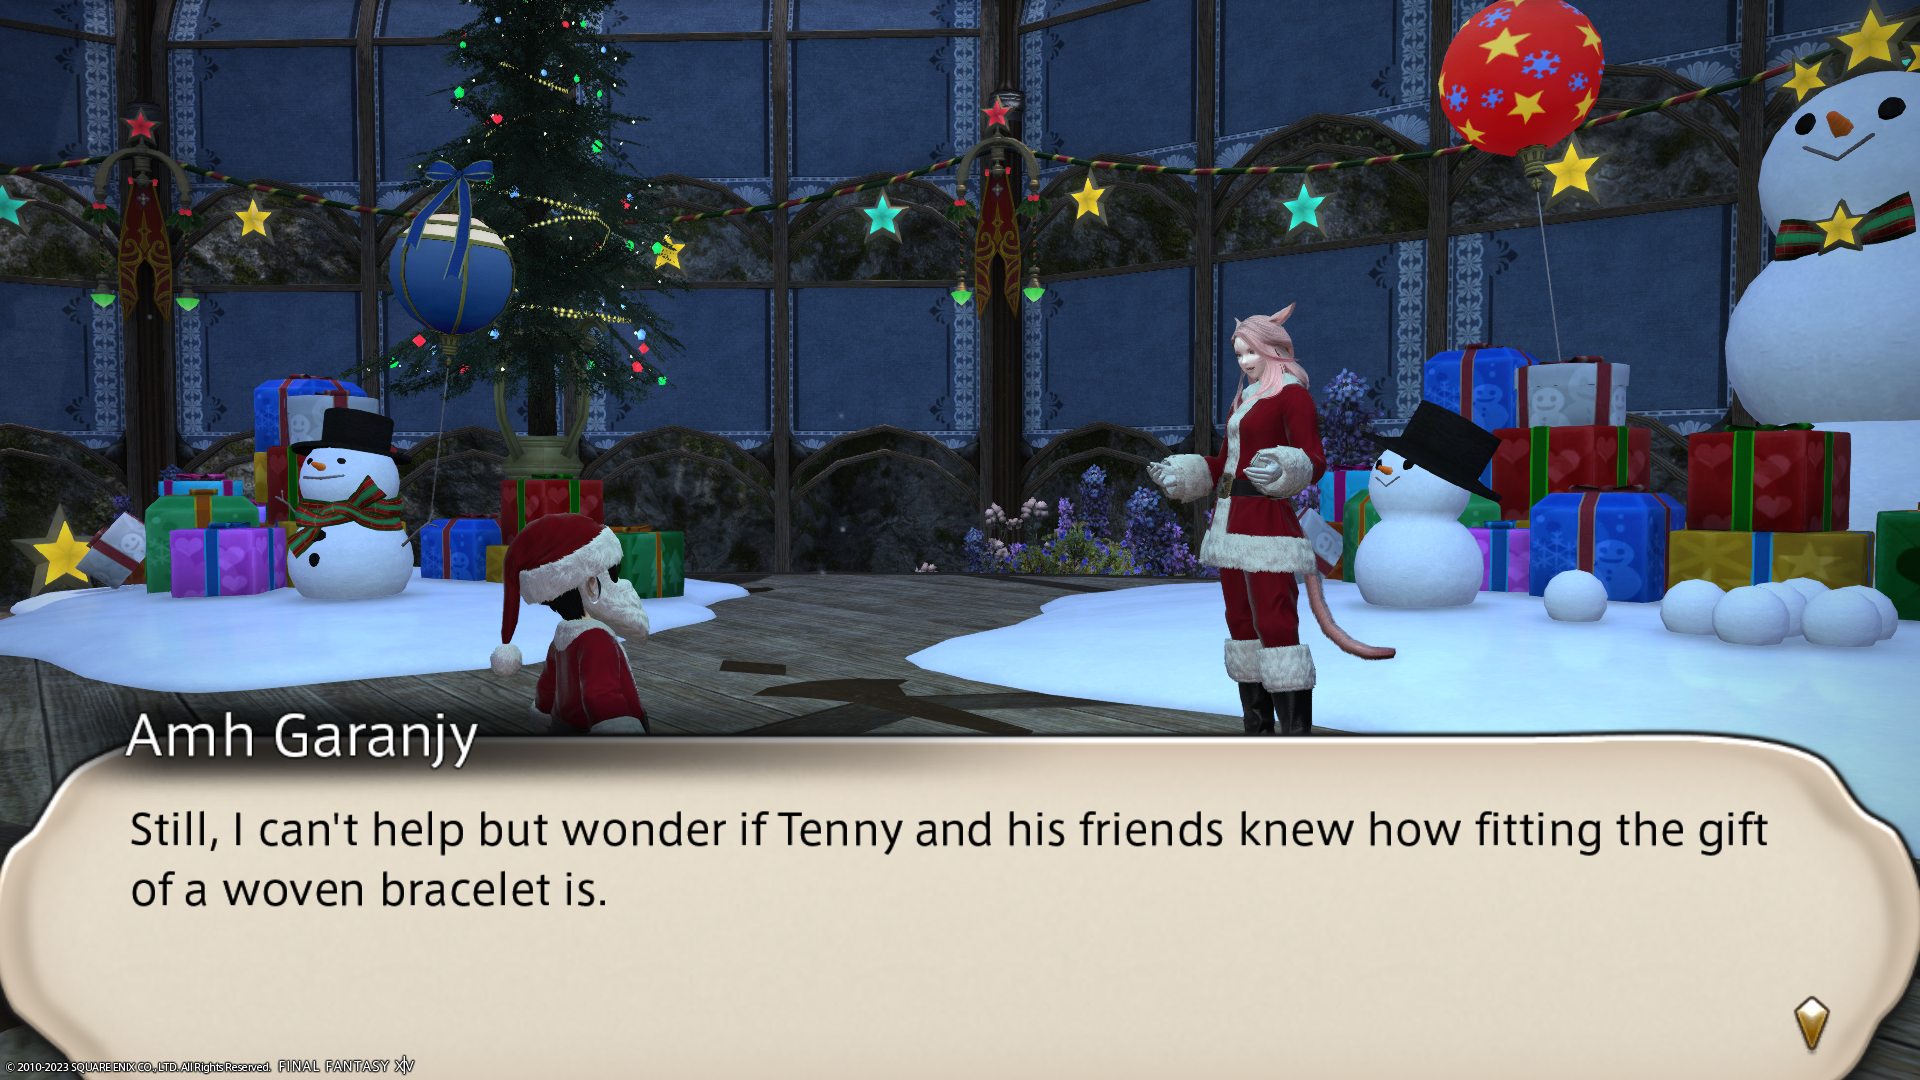 Amh Garanjy
Still, I can't help but wonder if Tenny and his friends knew how fitting the gift
of a woven bracelet is.
© 2010-2023 SQUARE ENIX CO., LTD. All Rights Reserved. FINAL FANTASY XIV